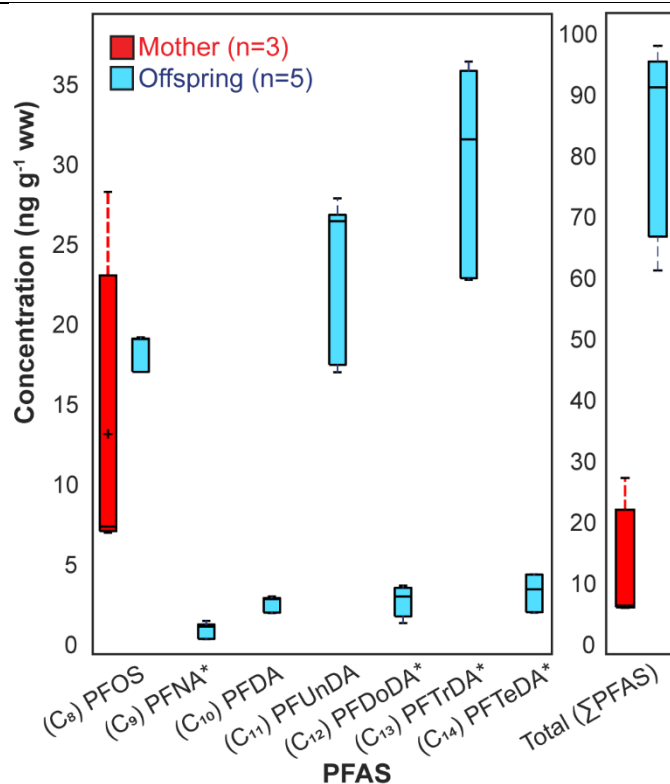 Mother (n=3)
Offspring (n=5)
Concentration (ng g⁻¹ ww)
35
30
25
20
15
10
5
0
100
90
80
70
60
50
40
30
20
10
0
(C₈) PFOS
(C₉) PFNA*
(C₁₀) PFDA
(C₁₁) PFUnDA
(C₁₂) PFDoDA*
(C₁₃) PFTrDA*
(C₁₄) PFTeDA*
Total (∑PFAS)
PFAS